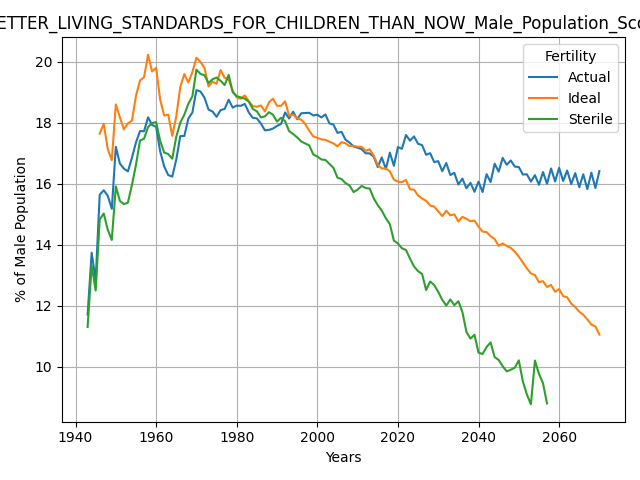 ETTER_LIVING_STANDARDS_FOR_CHILDREN_THAN_NOW_Male_Population_Sco
Fertility
Actual
Ideal
Sterile
% of Male Population
20
18
16
14
12
10
1940 1960 1980 2000 2020 2040 2060
Years